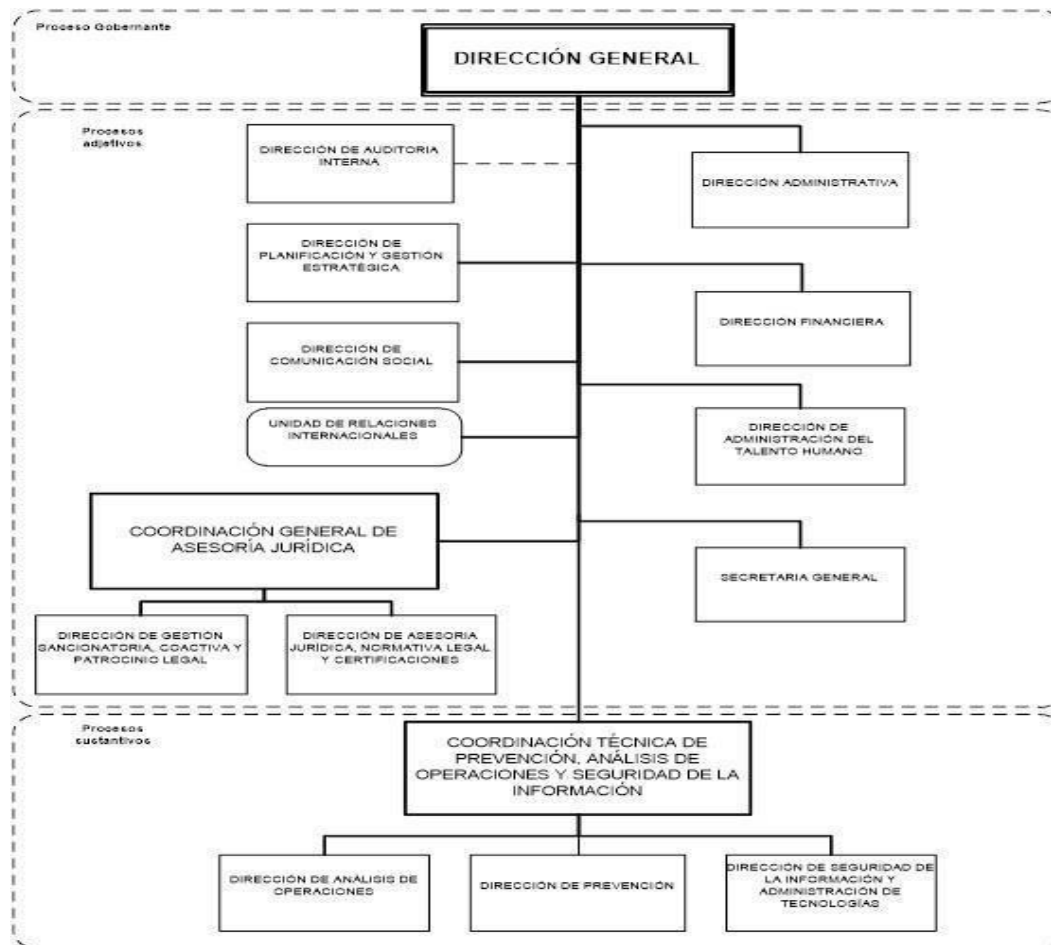 Proceso Gobernante
DIRECCIÓN GENERAL
Procesos
adjetivos
DIRECCIÓN DE AUDITORIA
INTERNA
DIRECCIÓN ADMINISTRATIVA
DIRECCIÓN DE
PLANIFICACIÓN Y GESTIÓN
ESTRATÉGICA
DIRECCIÓN FINANCIERA
DIRECCIÓN DE
COMUNICACIÓN SOCIAL
UNIDAD DE RELACIONES
INTERNACIONALES
DIRECCIÓN DE
ADMINISTRACIÓN DEL
TALENTO HUMANO
COORDINACIÓN GENERAL DE
ASESORÍA JURÍDICA
SECRETARIA GENERAL
DIRECCIÓN DE GESTIÓN
SANCIONATORIA, COACTIVA Y
PATROCINIO LEGAL
DIRECCIÓN DE ASESORIA
JURÍDICA, NORMATIVA LEGAL
Y CERTIFICACIONES
Procesos
sustantivos
COORDINACIÓN TÉCNICA DE
PREVENCIÓN, ANÁLISIS DE
OPERACIONES Y SEGURIDAD DE LA
INFORMACIÓN
DIRECCIÓN DE ANÁLISIS DE
OPERACIONES
DIRECCIÓN DE PREVENCIÓN
DIRECCIÓN DE SEGURIDAD DE
LA INFORMACIÓN Y
ADMINISTRACIÓN DE
TECNOLOGÍAS